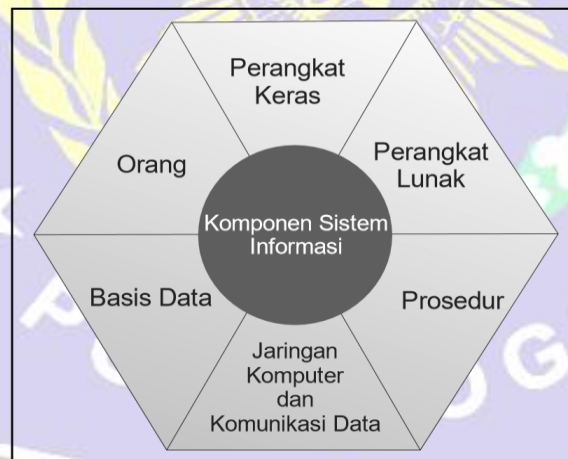 Perangkat
Keras
Perangkat
Lunak
Prosedur
Jaringan
Komputer
dan
Komunikasi Data
Basis Data
Orang
Komponen Sistem
Informasi